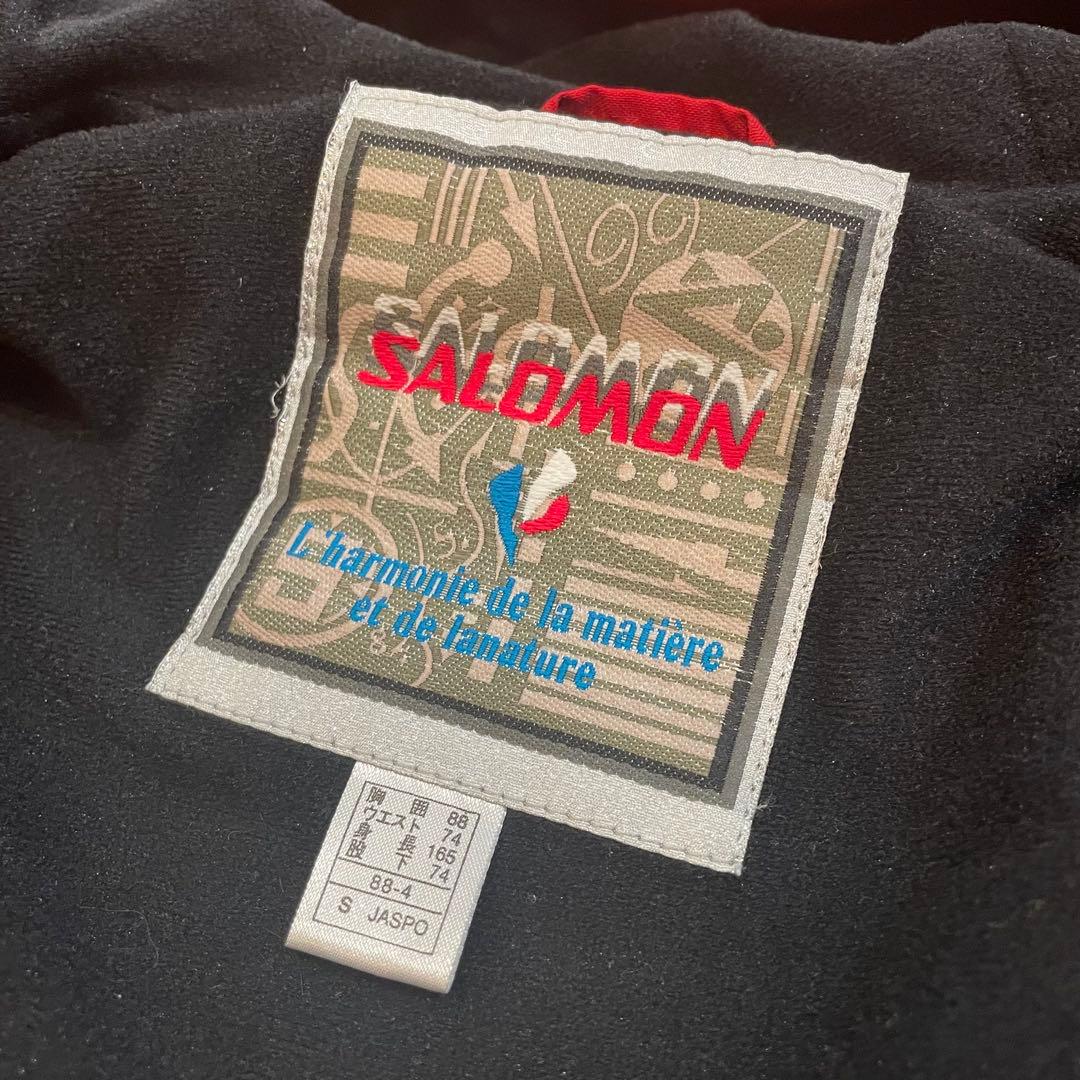 SALOMON
SALOMON
L'harmonie de la matière
et de lanature
胸 囲 88
ウエスト 74
身 長 165
股 下 74
88-4
S JASPO